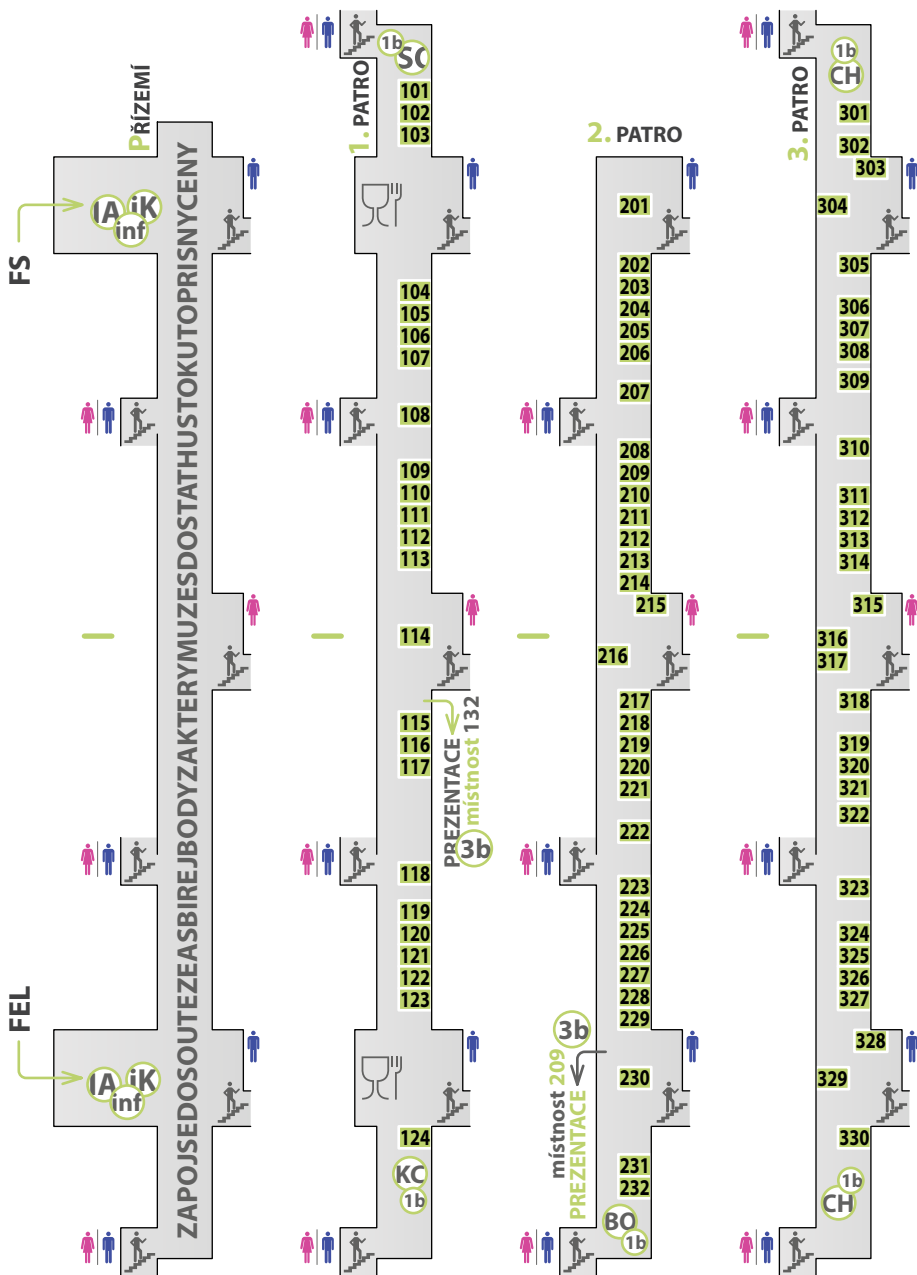 FS
FEL
PŘÍZEMÍ
IA
iK
inf
ZAPOJSEDOSOUTEZEASBIREJBODYZAKTERYMUZESDOSTATHUSTOKUTOPRISNYCENY
IA
iK
inf
1. PATRO
1b
SC
101
102
103
104
105
106
107
108
109
110
111
112
113
114
115
116
117
PREZENTACE
místnost 132
3b
118
119
120
121
122
123
124
KC
1b
2. PATRO
201
202
203
204
205
206
207
208
209
210
211
212
213
214
215
216
217
218
219
220
221
222
223
224
225
226
227
228
229
3b
místnost 209
PREZENTACE
230
231
232
BO
1b
3. PATRO
1b
CH
301
302
303
304
305
306
307
308
309
310
311
312
313
314
315
316
317
318
319
320
321
322
323
324
325
326
327
328
329
330
1b
CH